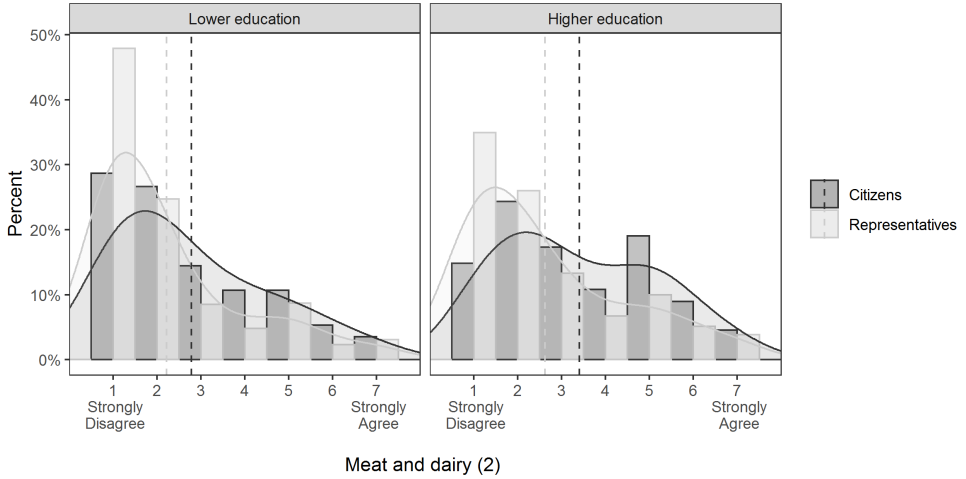 Lower education
Higher education
50%
40%
30%
20%
10%
0%
Percent
1 2 3 4 5 6 7
Strongly Disagree
Strongly Agree
1 2 3 4 5 6 7
Strongly Disagree
Strongly Agree
Meat and dairy (2)
Citizens
Representatives